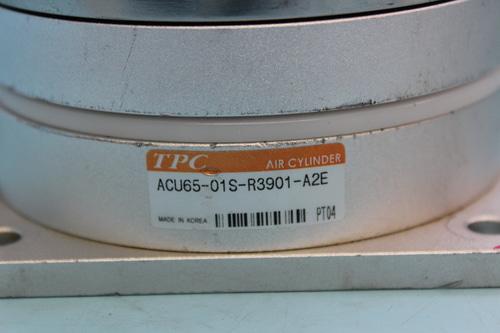 TPC AIR CYLINDER
ACU65-01S-R3901-A2E
MADE IN KOREA PT04